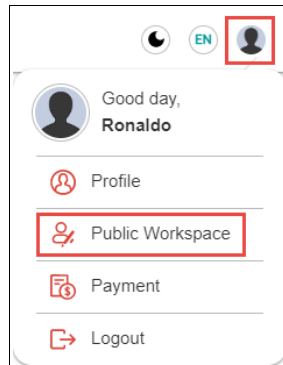 EN
Good day,
Ronaldo
Profile
Public Workspace
Payment
Logout